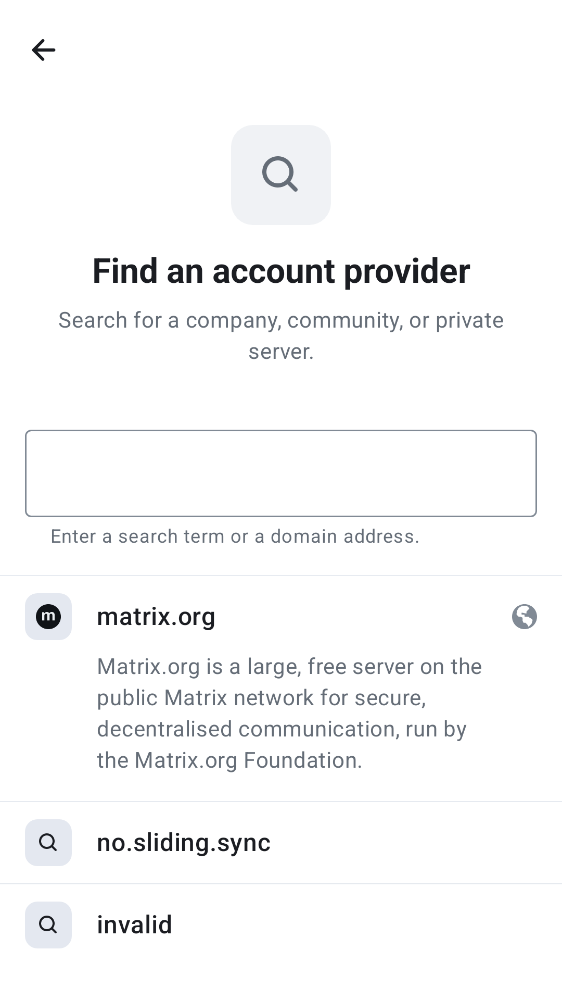 Find an account provider
Search for a company, community, or private
server.
Enter a search term or a domain address.
m
matrix.org
Matrix.org is a large, free server on the
public Matrix network for secure,
decentralised communication, run by
the Matrix.org Foundation.
no.sliding.sync
invalid